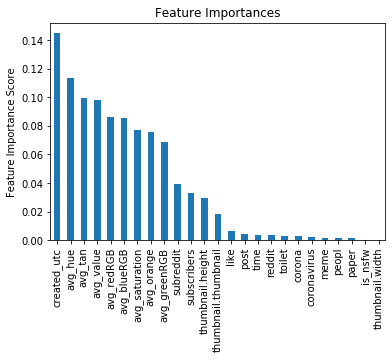 Feature Importances
Feature Importance Score
0.14
0.12
0.10
0.08
0.06
0.04
0.02
0.00
created_utc
avg_hue
avg_tan
avg_value
avg_redRGB
avg_blueRGB
avg_saturation
avg_orange
avg_greenRGB
subreddit
subscribers
thumbnail.height
thumbnail.thumbnail
like
post
time
reddit
toilet
corona
coronavirus
meme
peopl
paper
is_nsfw
thumbnail.width